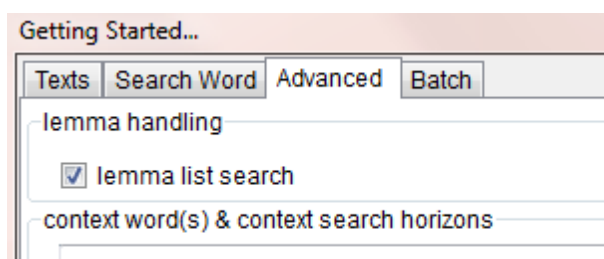 Getting Started...
Texts Search Word Advanced Batch
lemma handling
lemma list search
context word(s) & context search horizons